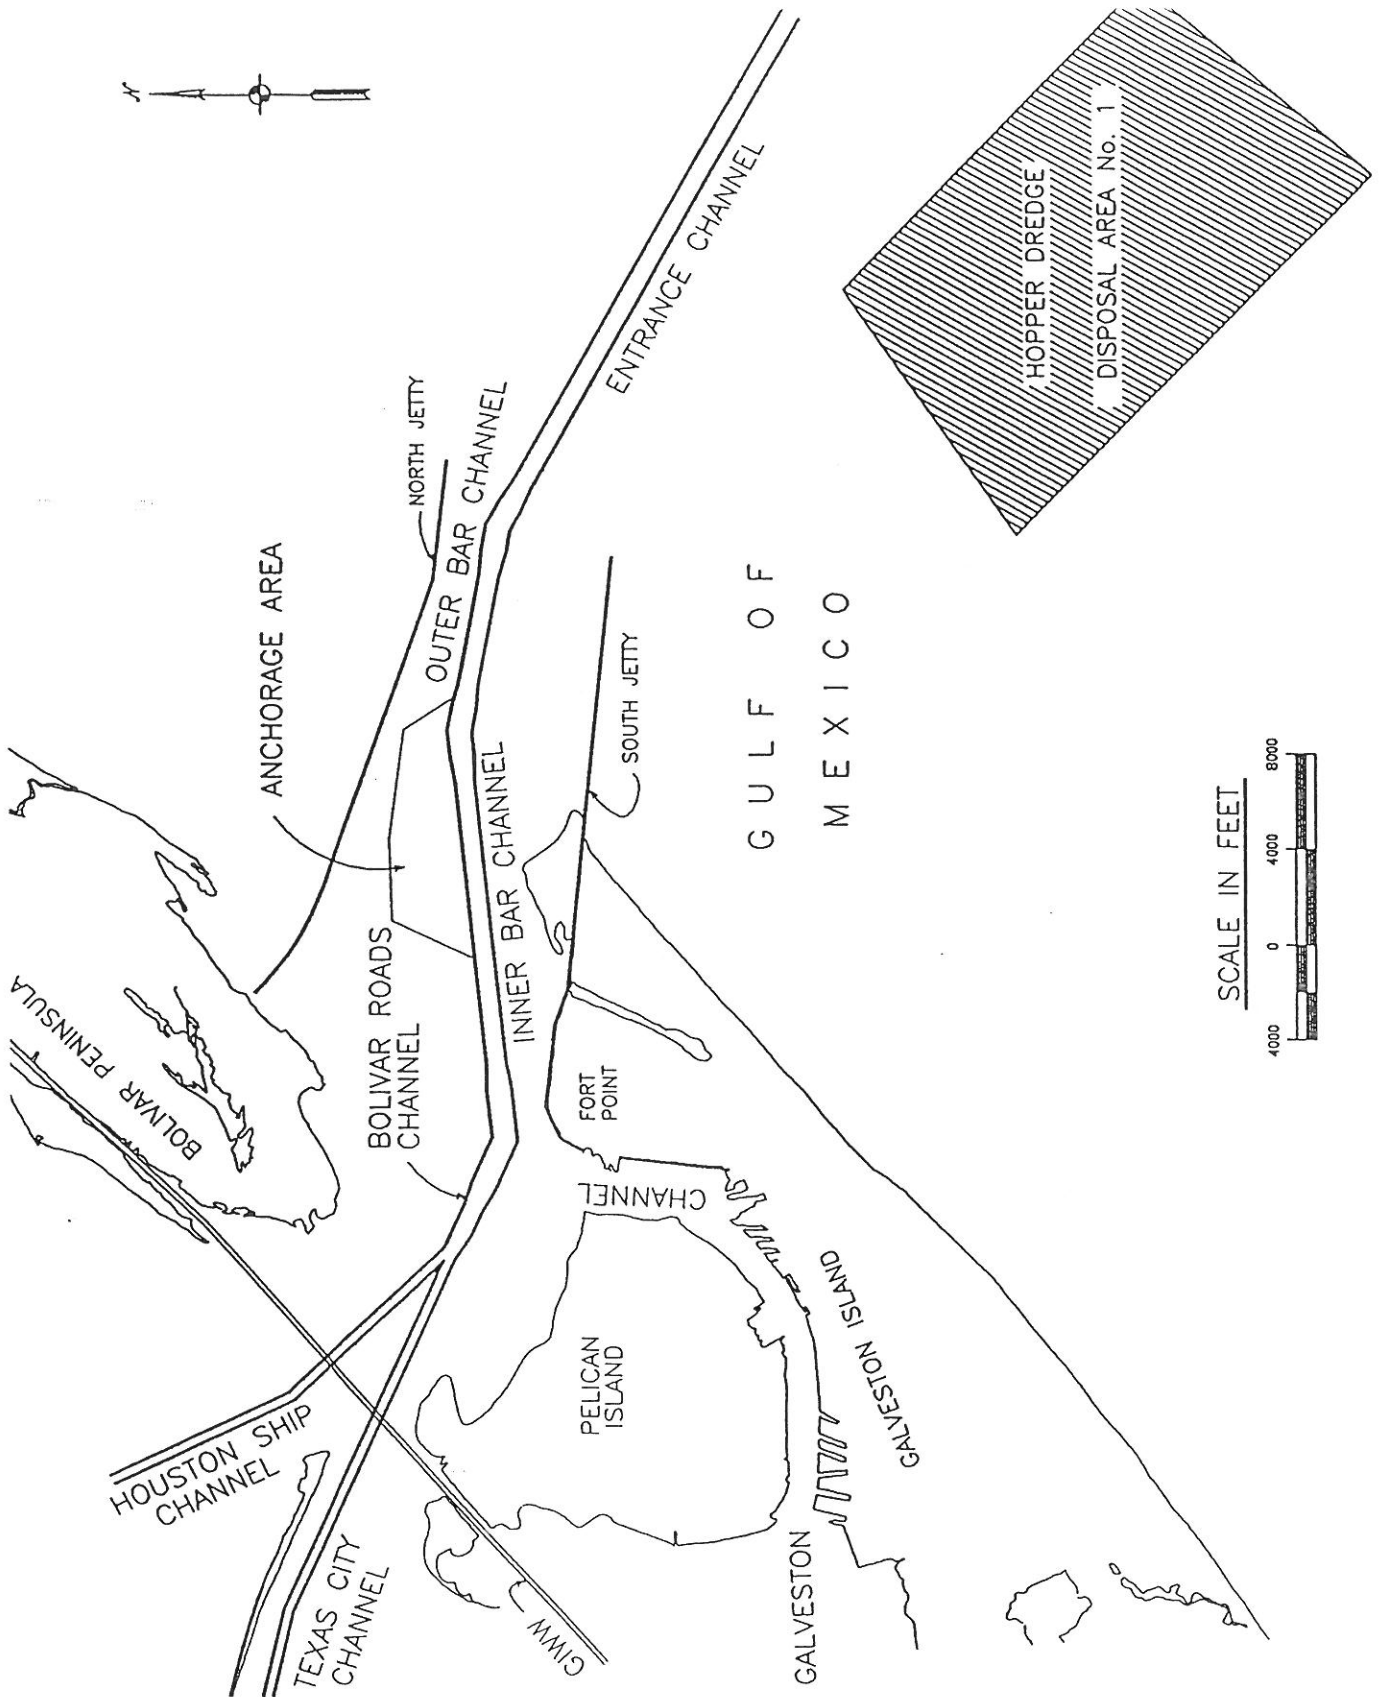 N
HOUSTON SHIP
CHANNEL
TEXAS CITY
CHANNEL
GIWW
BOLIVAR PENINSULA
BOLIVAR ROADS
CHANNEL
ANCHORAGE AREA
NORTH JETTY
OUTER BAR CHANNEL
INNER BAR CHANNEL
ENTRANCE CHANNEL
SOUTH JETTY
FORT
POINT
PELICAN
ISLAND
GALVESTON
CHANNEL
GALVESTON ISLAND
GULF OF
MEXICO
HOPPER DREDGE
DISPOSAL AREA No. 1
SCALE IN FEET
4000 0 4000 8000